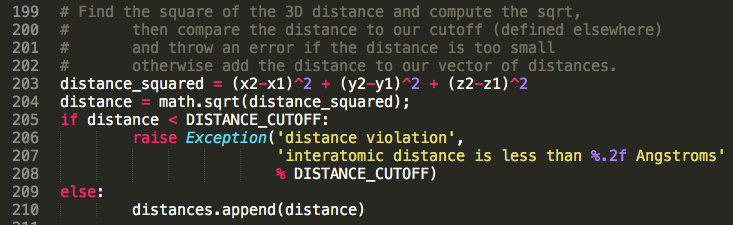 199 # Find the square of the 3D distance and compute the sqrt,
200 #       then compare the distance to our cutoff (defined elsewhere)
201 #       and throw an error if the distance is too small
202 #       otherwise add the distance to our vector of distances.
203 distance_squared = (x2-x1)^2 + (y2-y1)^2 + (z2-z1)^2
204 distance = math.sqrt(distance_squared);
205 if distance < DISTANCE_CUTOFF:
206         raise Exception('distance violation',
207                         'interatomic distance is less than %.2f Angstroms'
208                         % DISTANCE_CUTOFF)
209 else:
210         distances.append(distance)